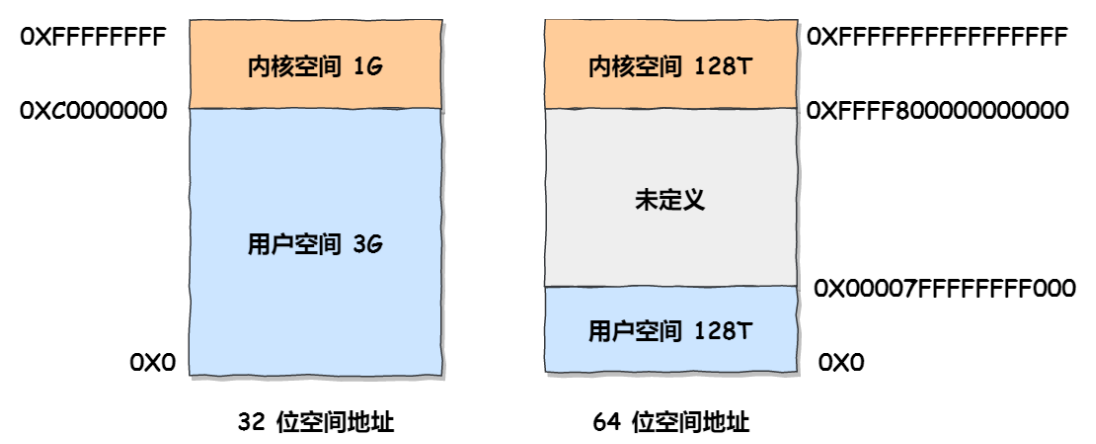 0XFFFFFFFF
内核空间 1G
0XC0000000
用户空间 3G
0X0
32 位空间地址
内核空间 128T
0XFFFFFFFFFFFFFFFF
0XFFFF800000000000
未定义
0X00007FFFFFFFF000
用户空间 128T
0X0
64 位空间地址